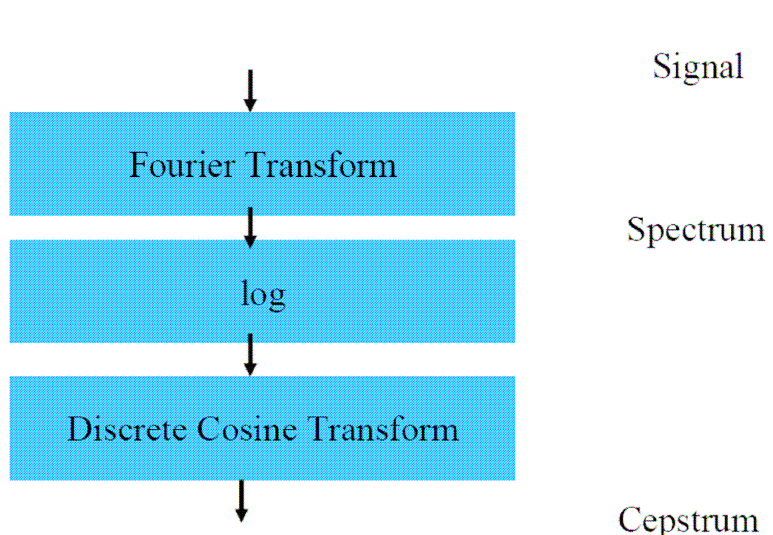 Signal
Fourier Transform
Spectrum
log
Discrete Cosine Transform
Cepstrum